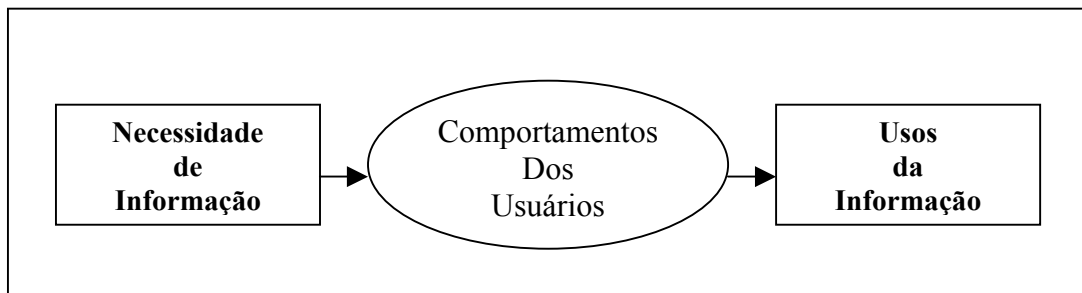 Necessidade
de
Informação
Comportamentos
Dos
Usuários
Usos
da
Informação